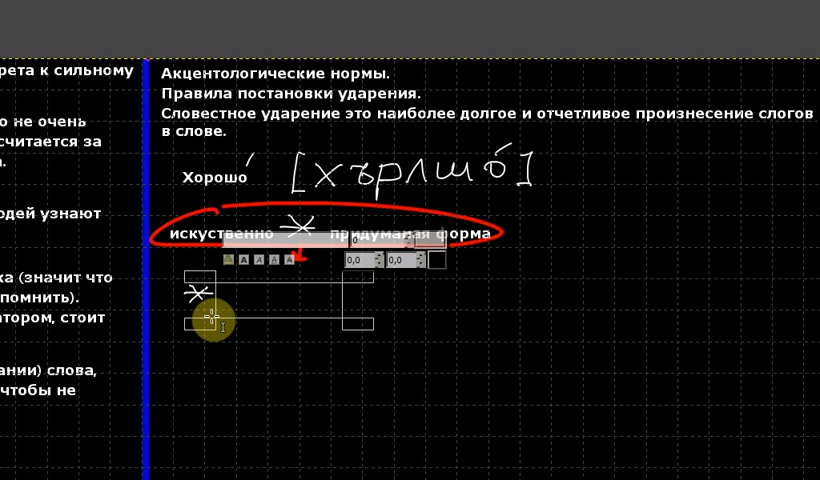 рета к сильному
о не очень
считается за
а.
юдей узнают
ка (значит что
помнить).
атором, стоит
ании) слова,
чтобы не
Акцентологические нормы.
Правила постановки ударения.
Словестное ударение это наиболее долгое и отчетливое произнесение слогов
в слове.
Хорошо́ [хърлшо́]
искуственно * придуманая форма
0,0 0,0
*